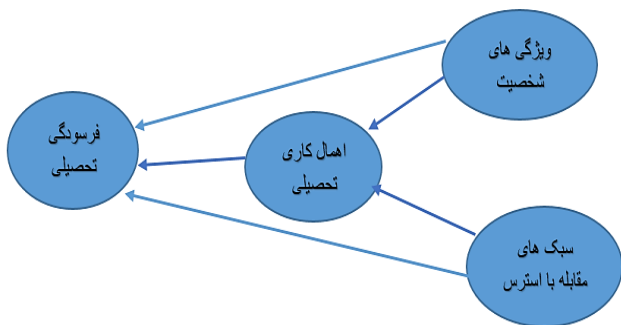 ویژگی های
شخصیت
اهمال کاری
تحصیلی
فرسودگی
تحصیلی
سبک های
مقابله با استرس